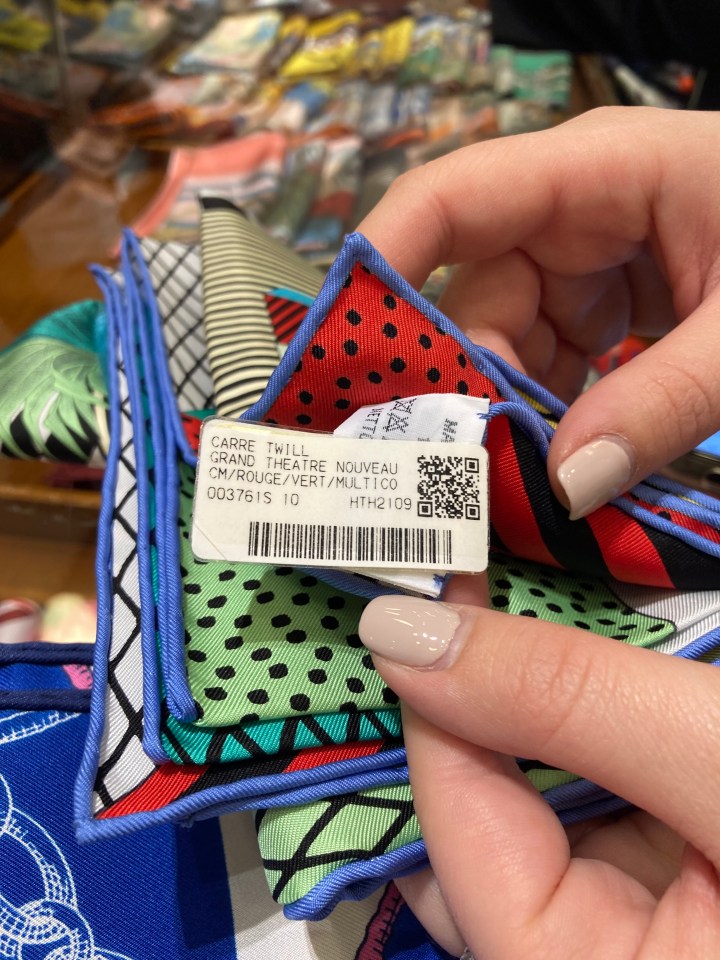 CARRE TWILL
GRAND THEATRE NOUVEAU
CM/ROUGE/VERT/MULTICO
003761S 10 HTH2109